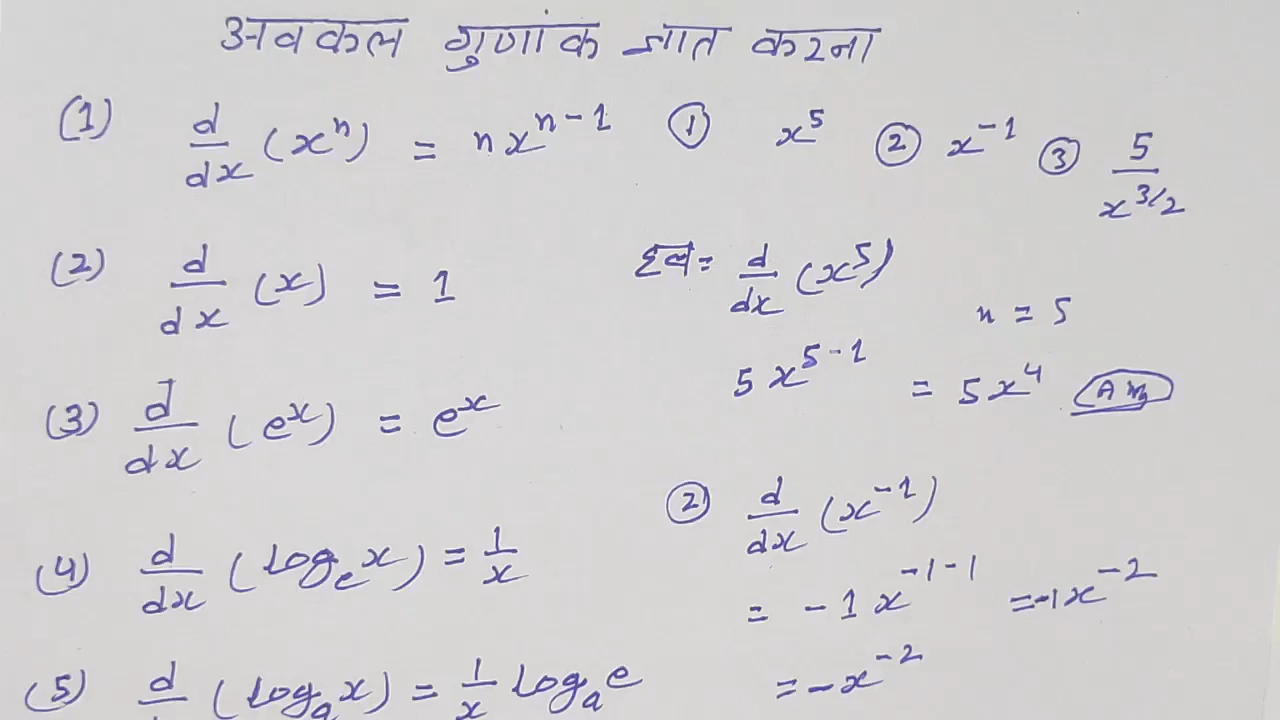 अवकल गुणांक ज्ञात करना
(1) d/dx (xⁿ) = nxⁿ⁻¹
① x⁵ ② x⁻¹ ③ 5/x^3/2
(2) d/dx (x) = 1
हल = d/dx (x⁵)
n = 5
5x⁵⁻¹ = 5x⁴ Ans
(3) d/dx (eˣ) = eˣ
② d/dx (x⁻¹)
(4) d/dx (logₑx) = 1/x
= -1x⁻¹⁻¹ = -1x⁻²
= -x⁻²
(5) d/dx (logₐx) = 1/x logₐe